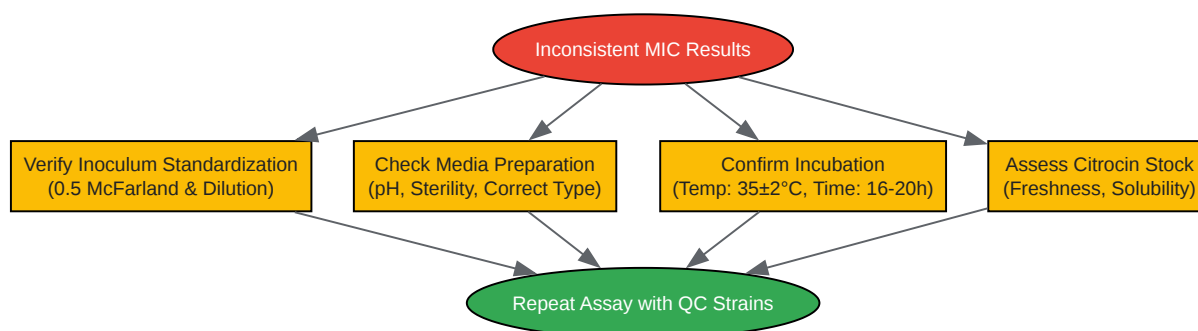 Inconsistent MIC Results
Verify Inoculum Standardization
(0.5 McFarland & Dilution)
Check Media Preparation
(pH, Sterility, Correct Type)
Confirm Incubation
(Temp: 35±2°C, Time: 16-20h)
Assess Citrocin Stock
(Freshness, Solubility)
Repeat Assay with QC Strains